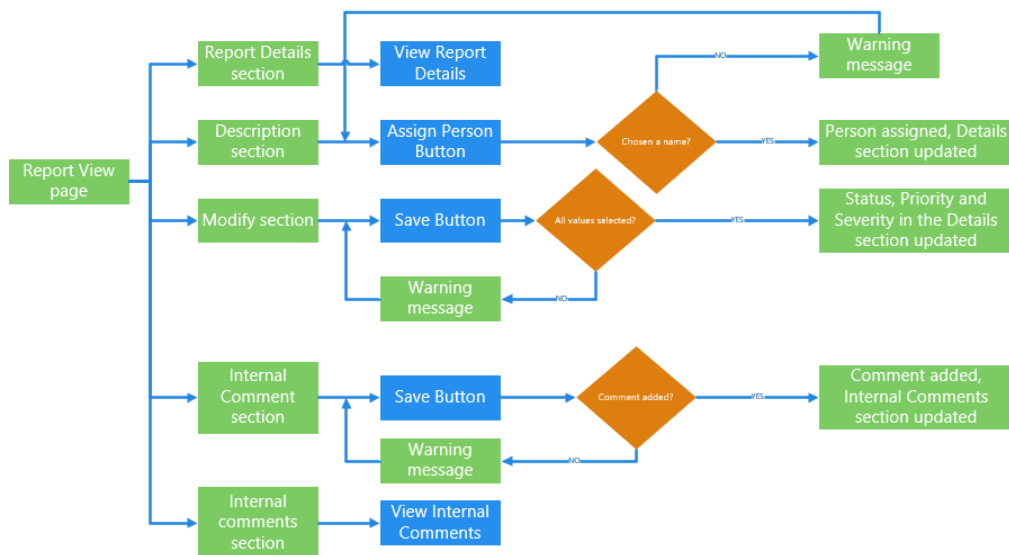 Report View
page
Report Details
section
View Report
Details
NO
Warning
message
Description
section
Assign Person
Button
Chosen a name?
YES
Person assigned, Details
section updated
Modify section
Save Button
All values selected?
YES
Status, Priority and
Severity in the Details
section updated
Warning
message
NO
Internal
Comment
section
Save Button
Comment added?
YES
Comment added,
Internal Comments
section updated
Warning
message
NO
Internal
comments
section
View Internal
Comments